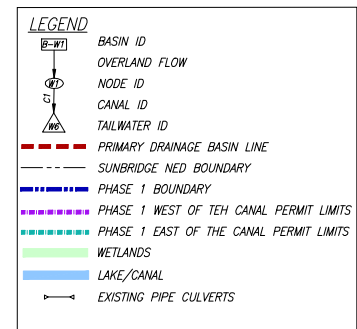 LEGEND
B-W1 BASIN ID
OVERLAND FLOW
W1 NODE ID
C1 CANAL ID
W6 TAILWATER ID
PRIMARY DRAINAGE BASIN LINE
SUNBRIDGE NED BOUNDARY
PHASE 1 BOUNDARY
PHASE 1 WEST OF TEH CANAL PERMIT LIMITS
PHASE 1 EAST OF THE CANAL PERMIT LIMITS
WETLANDS
LAKE/CANAL
EXISTING PIPE CULVERTS